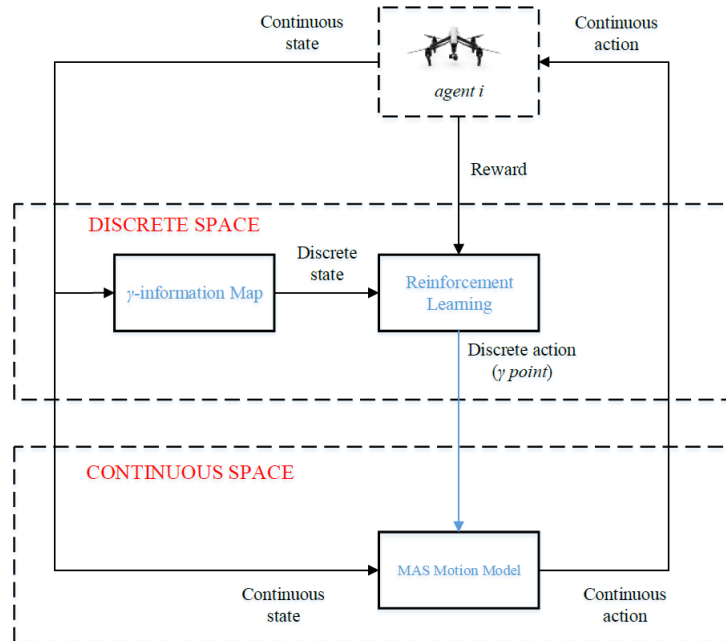 Continuous
state
Continuous
action
agent i
Reward
DISCRETE SPACE
γ-information Map
Discrete
state
Reinforcement
Learning
Discrete action
(γ point)
CONTINUOUS SPACE
MAS Motion Model
Continuous
state
Continuous
action